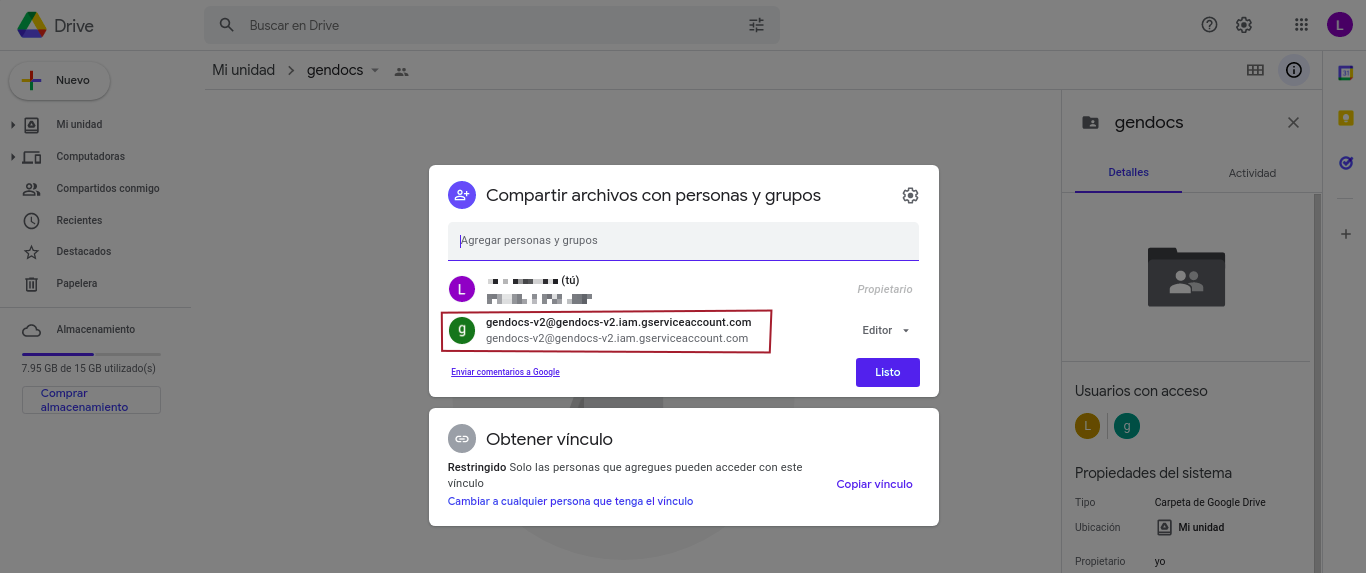 Drive
Buscar en Drive
L
Nuevo
Mi unidad
gendocs
Mi unidad
Computadoras
Compartidos conmigo
Recientes
Destacados
Papelera
Almacenamiento
7.95 GB de 15 GB utilizado(s)
Comprar
almacenamiento
Compartir archivos con personas y grupos
Agregar personas y grupos
L
(tú)
Propietario
g
gendocs-v2@gendocs-v2.iam.gserviceaccount.com
gendocs-v2@gendocs-v2.iam.gserviceaccount.com
Editor
Enviar comentarios a Google
Listo
Obtener vínculo
Restringido Solo las personas que agregues pueden acceder con este
vínculo
Copiar vínculo
Cambiar a cualquier persona que tenga el vínculo
gendocs
Detalles
Actividad
Usuarios con acceso
L
g
Propiedades del sistema
Tipo
Carpeta de Google Drive
Ubicación
Mi unidad
Propietario
yo
31